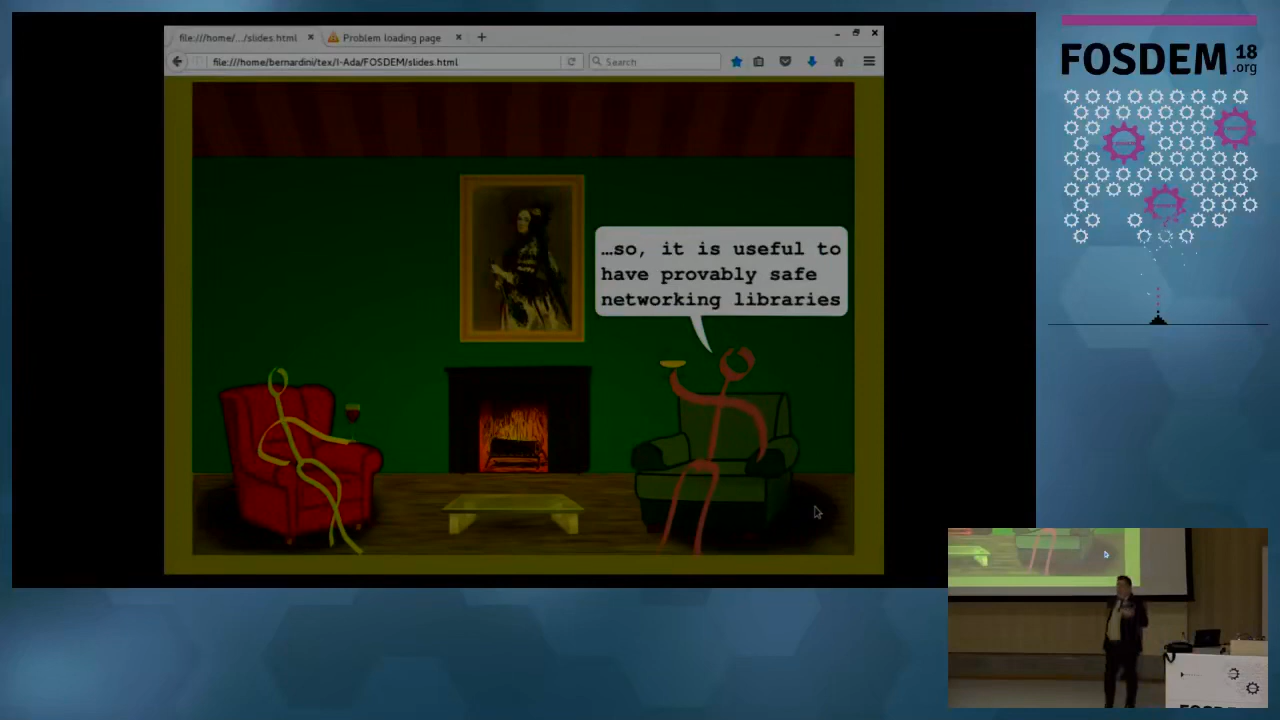 file:///home/.../slides.html
Problem loading page
file:///home/bernardini/tex/I-Ada/FOSDEM/slides.html
Search
…so, it is useful to
have provably safe
networking libraries
FOSDEM 18
.org